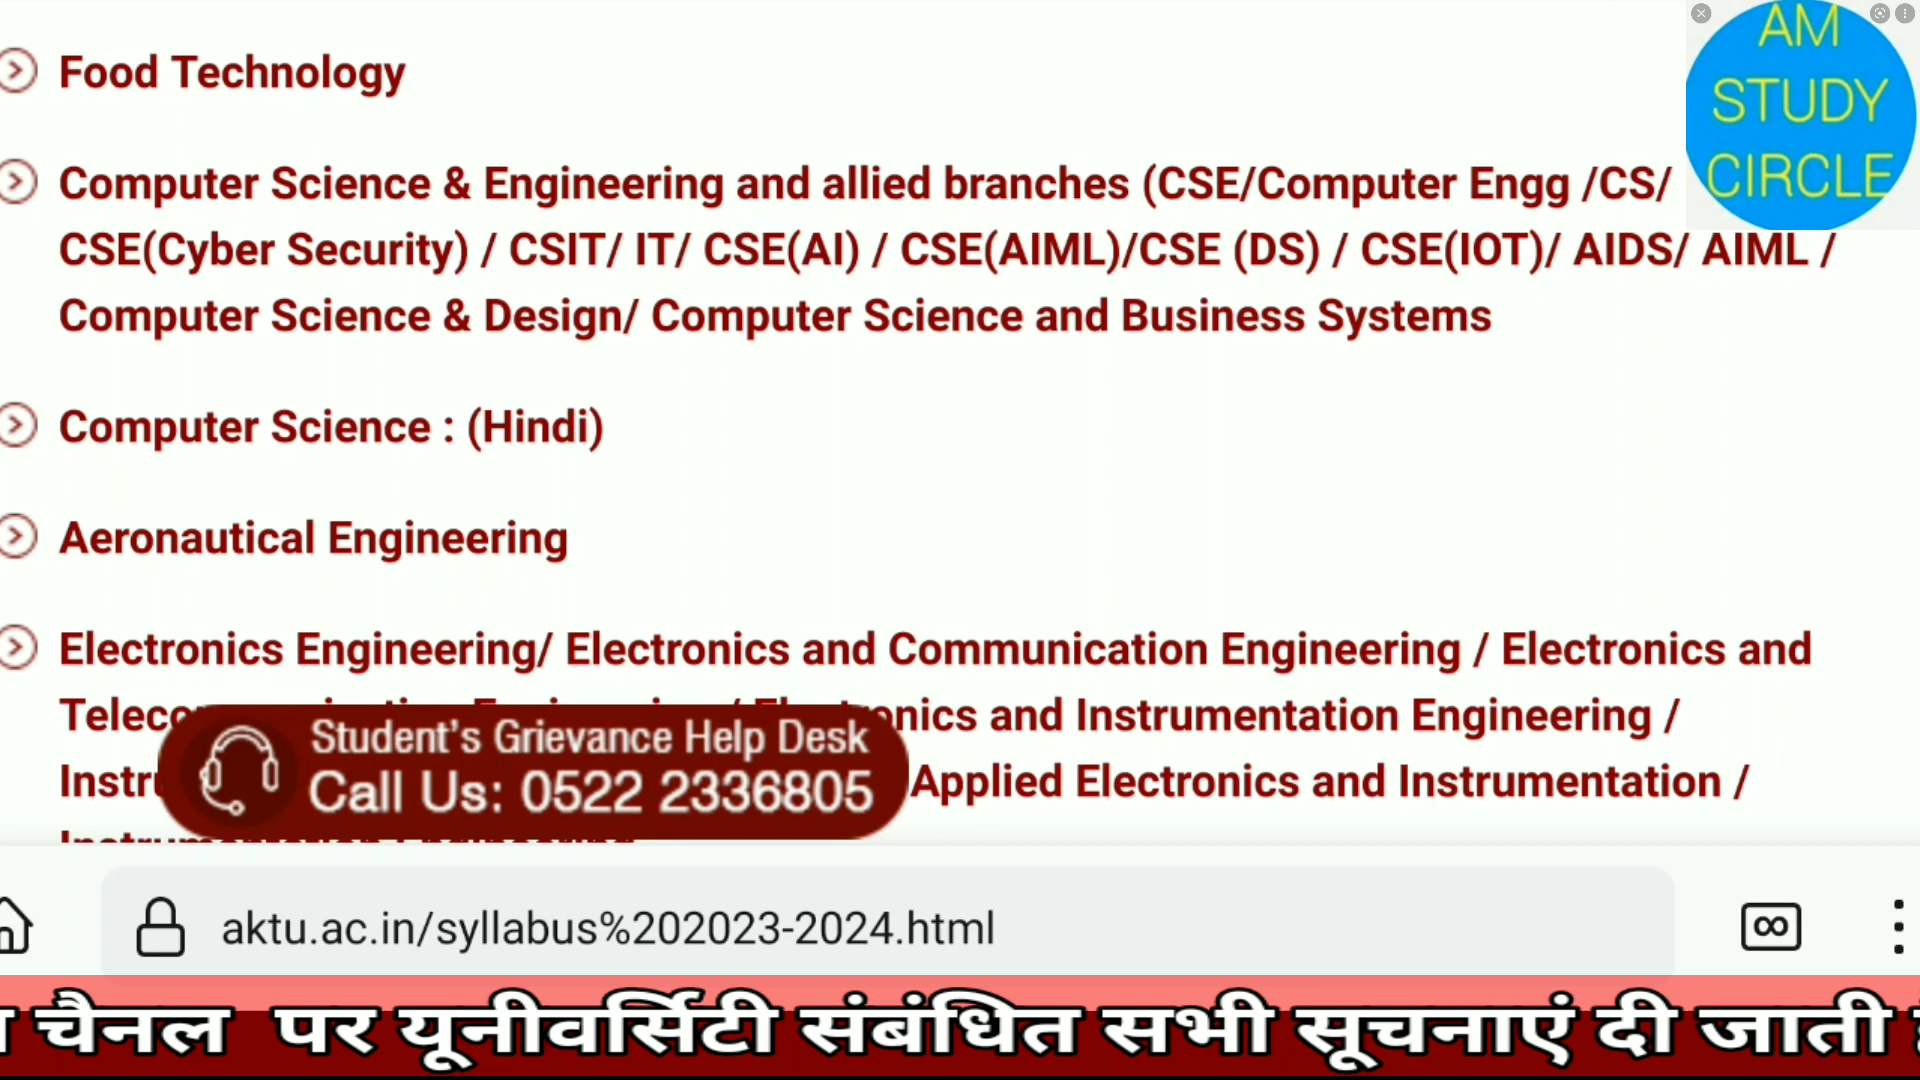 Food Technology
AM
STUDY
CIRCLE
Computer Science & Engineering and allied branches (CSE/Computer Engg /CS/
CSE(Cyber Security) / CSIT/ IT/ CSE(AI) / CSE(AIML)/CSE (DS) / CSE(IOT)/ AIDS/ AIML /
Computer Science & Design/ Computer Science and Business Systems
Computer Science : (Hindi)
Aeronautical Engineering
Electronics Engineering/ Electronics and Communication Engineering / Electronics and
and Instrumentation Engineering /
Applied Electronics and Instrumentation /
Student's Grievance Help Desk
Call Us: 0522 2336805
aktu.ac.in/syllabus%202023-2024.html
चैनल पर यूनीवर्सिटी संबंधित सभी सूचनाएं दी जाती